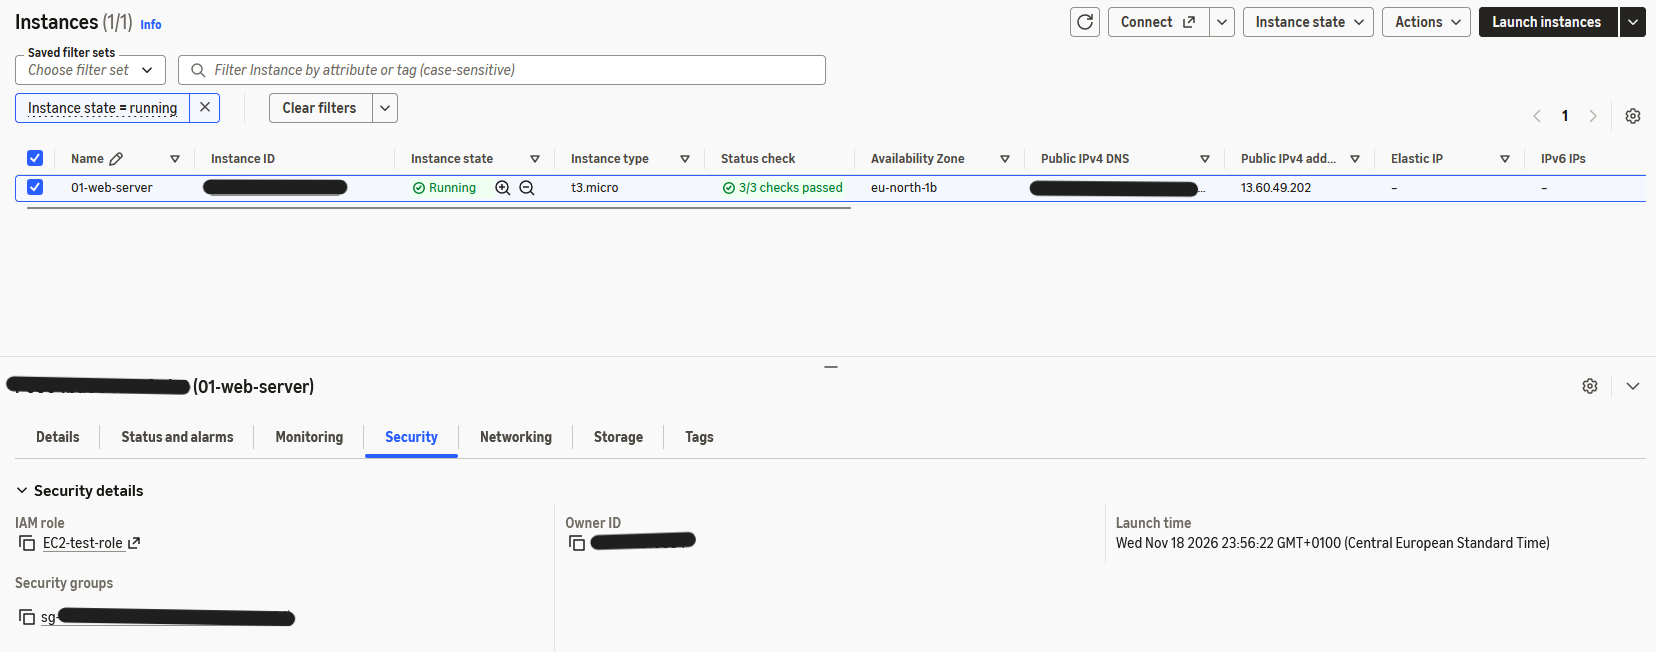 Instances (1/1) Info
Connect
Instance state
Actions
Launch instances
Saved filter sets
Choose filter set
Filter Instance by attribute or tag (case-sensitive)
Instance state = running
Clear filters
1
Name Instance ID Instance state Instance type Status check Availability Zone Public IPv4 DNS Public IPv4 add... Elastic IP IPv6 IPs
01-web-server Running t3.micro 3/3 checks passed eu-north-1b ... 13.60.49.202 – –
(01-web-server)
Details Status and alarms Monitoring Security Networking Storage Tags
Security details
IAM role
EC2-test-role
Owner ID
Launch time
Wed Nov 18 2026 23:56:22 GMT+0100 (Central European Standard Time)
Security groups
sg-